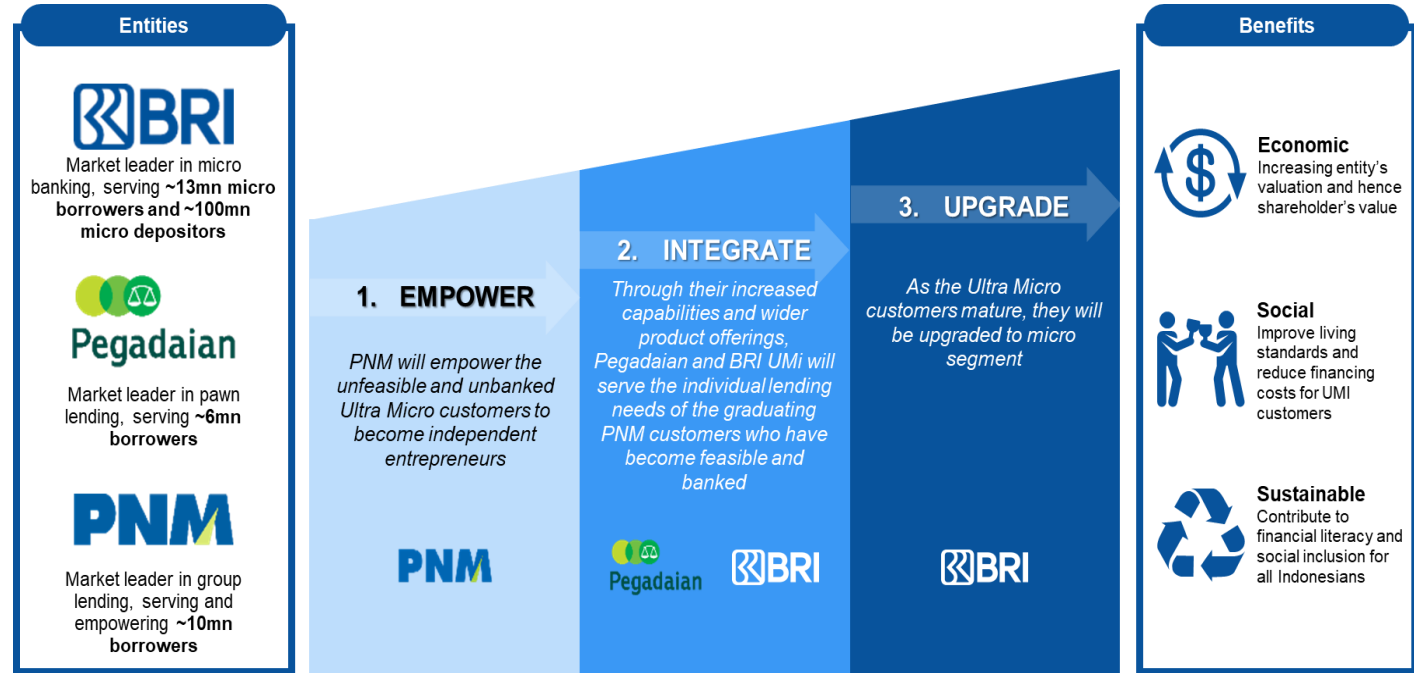 Entities
BRI
Market leader in micro
banking, serving ~13mn micro
borrowers and ~100mn
micro depositors
Pegadaian
Market leader in pawn
lending, serving ~6mn
borrowers
PNM
Market leader in group
lending, serving and
empowering ~10mn
borrowers
1. EMPOWER
PNM will empower the
unfeasible and unbanked
Ultra Micro customers to
become independent
entrepreneurs
PNM
2. INTEGRATE
Through their increased
capabilities and wider
product offerings,
Pegadaian and BRI UMi will
serve the individual lending
needs of the graduating
PNM customers who have
become feasible and
banked
Pegadaian
BRI
3. UPGRADE
As the Ultra Micro
customers mature, they will
be upgraded to micro
segment
BRI
Benefits
$
Economic
Increasing entity's
valuation and hence
shareholder's value
Social
Improve living
standards and
reduce financing
costs for UMI
customers
Sustainable
Contribute to
financial literacy and
social inclusion for
all Indonesians